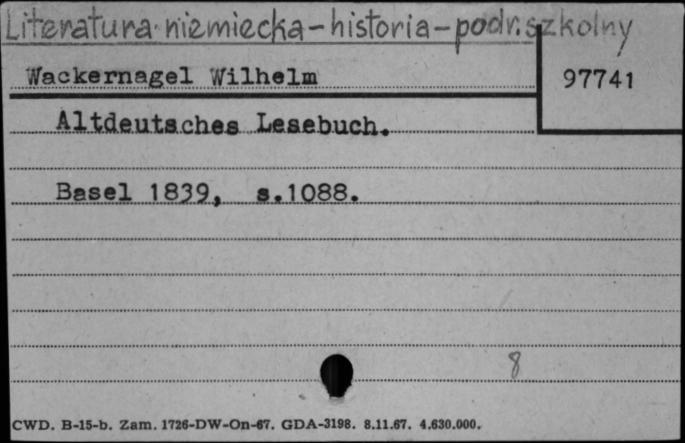 Literatura niemiecka - historia - podr. szkolny
Wackernagel Wilhelm
97741
Altdeutsches Lesebuch.
Basel 1839, s.1088.
8
CWD. B-15-b. Zam. 1726-DW-On-67. GDA-3198. 8.11.67. 4.630.000.